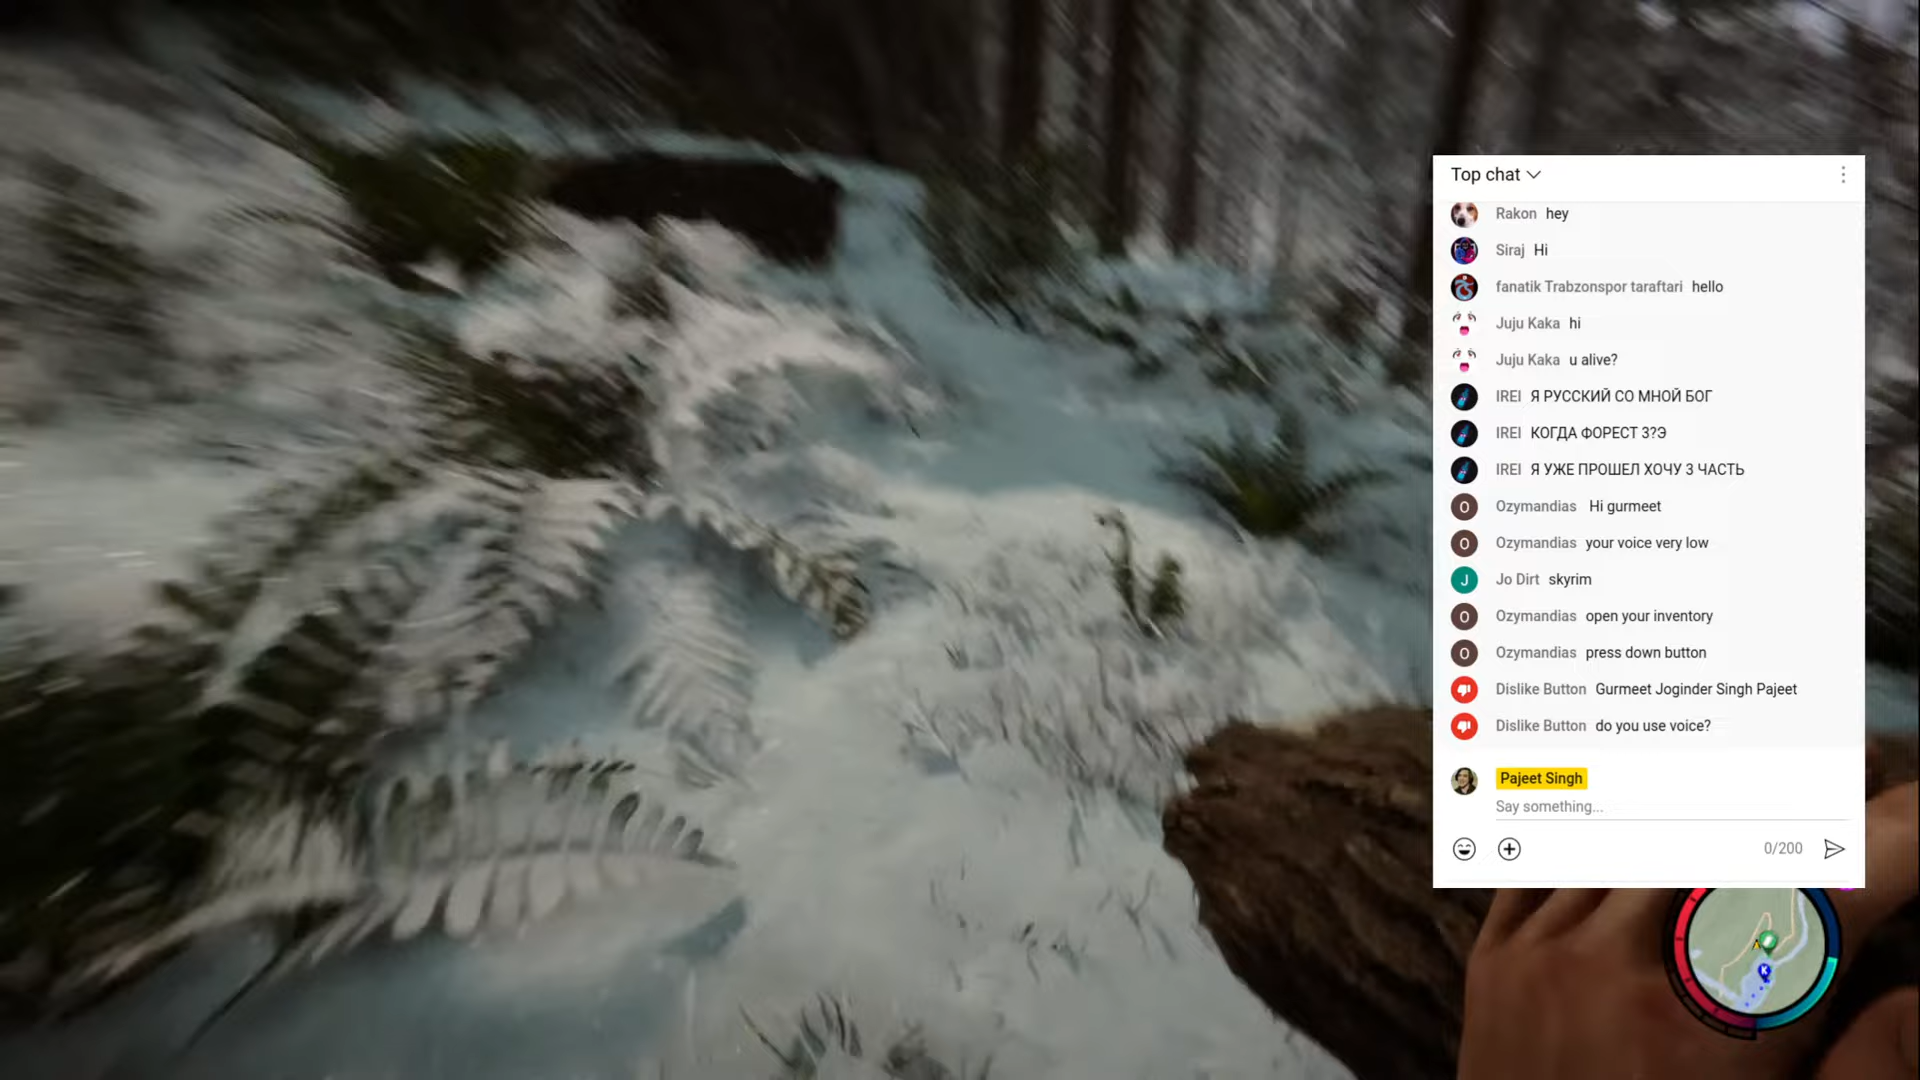 Top chat
Rakon hey
Siraj Hi
fanatik Trabzonspor taraftari hello
Juju Kaka hi
Juju Kaka u alive?
IREI Я РУССКИЙ СО МНОЙ БОГ
IREI КОГДА ФОРЕСТ 3?Э
IREI Я УЖЕ ПРОШЕЛ ХОЧУ 3 ЧАСТЬ
O Ozymandias Hi gurmeet
O Ozymandias your voice very low
J Jo Dirt skyrim
O Ozymandias open your inventory
O Ozymandias press down button
Dislike Button Gurmeet Joginder Singh Pajeet
Dislike Button do you use voice?
Pajeet Singh
Say something...
0/200
K